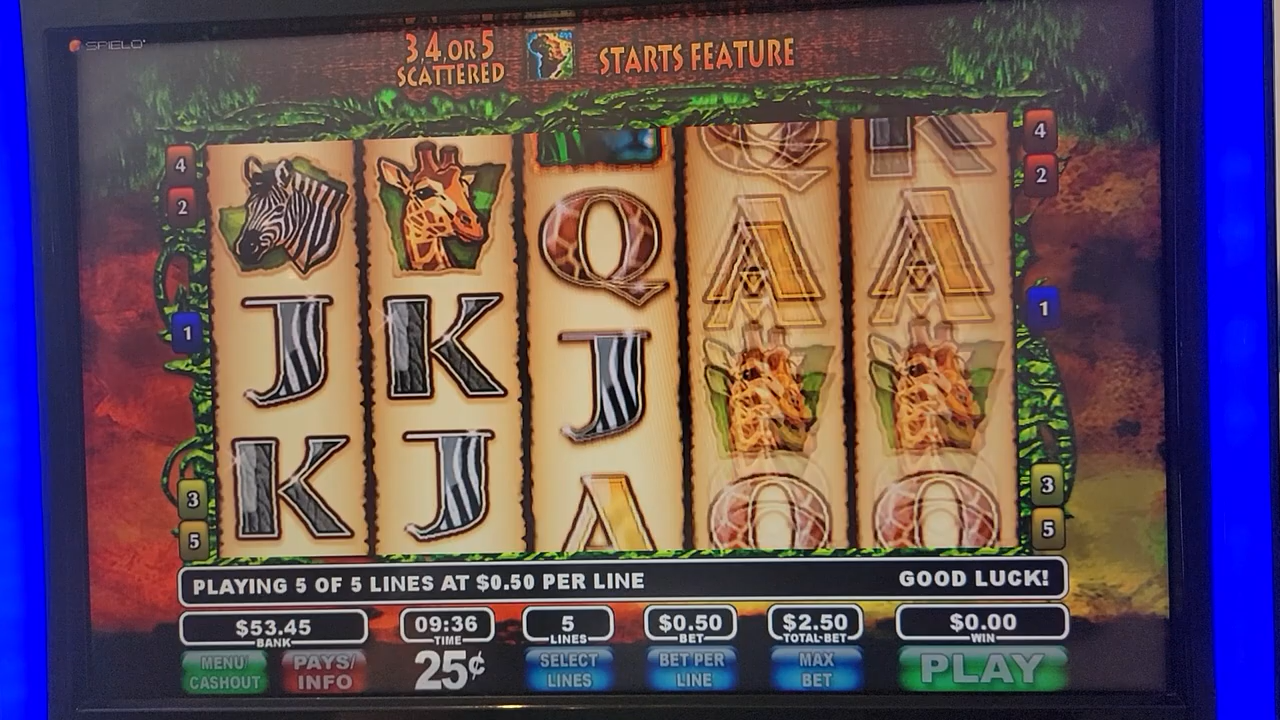 SPIELO
3, 4, OR 5
SCATTERED
STARTS FEATURE
4
2
1
3
5
Q
K
Q
A
A
J
K
J
K
J
A
Q
Q
4
2
1
3
5
PLAYING 5 OF 5 LINES AT $0.50 PER LINE
GOOD LUCK!
$53.45
BANK
09:36
TIME
5
LINES
$0.50
BET
$2.50
TOTAL-BET
$0.00
WIN
MENU/
CASHOUT
PAYS/
INFO
25¢
SELECT
LINES
BET PER
LINE
MAX
BET
PLAY